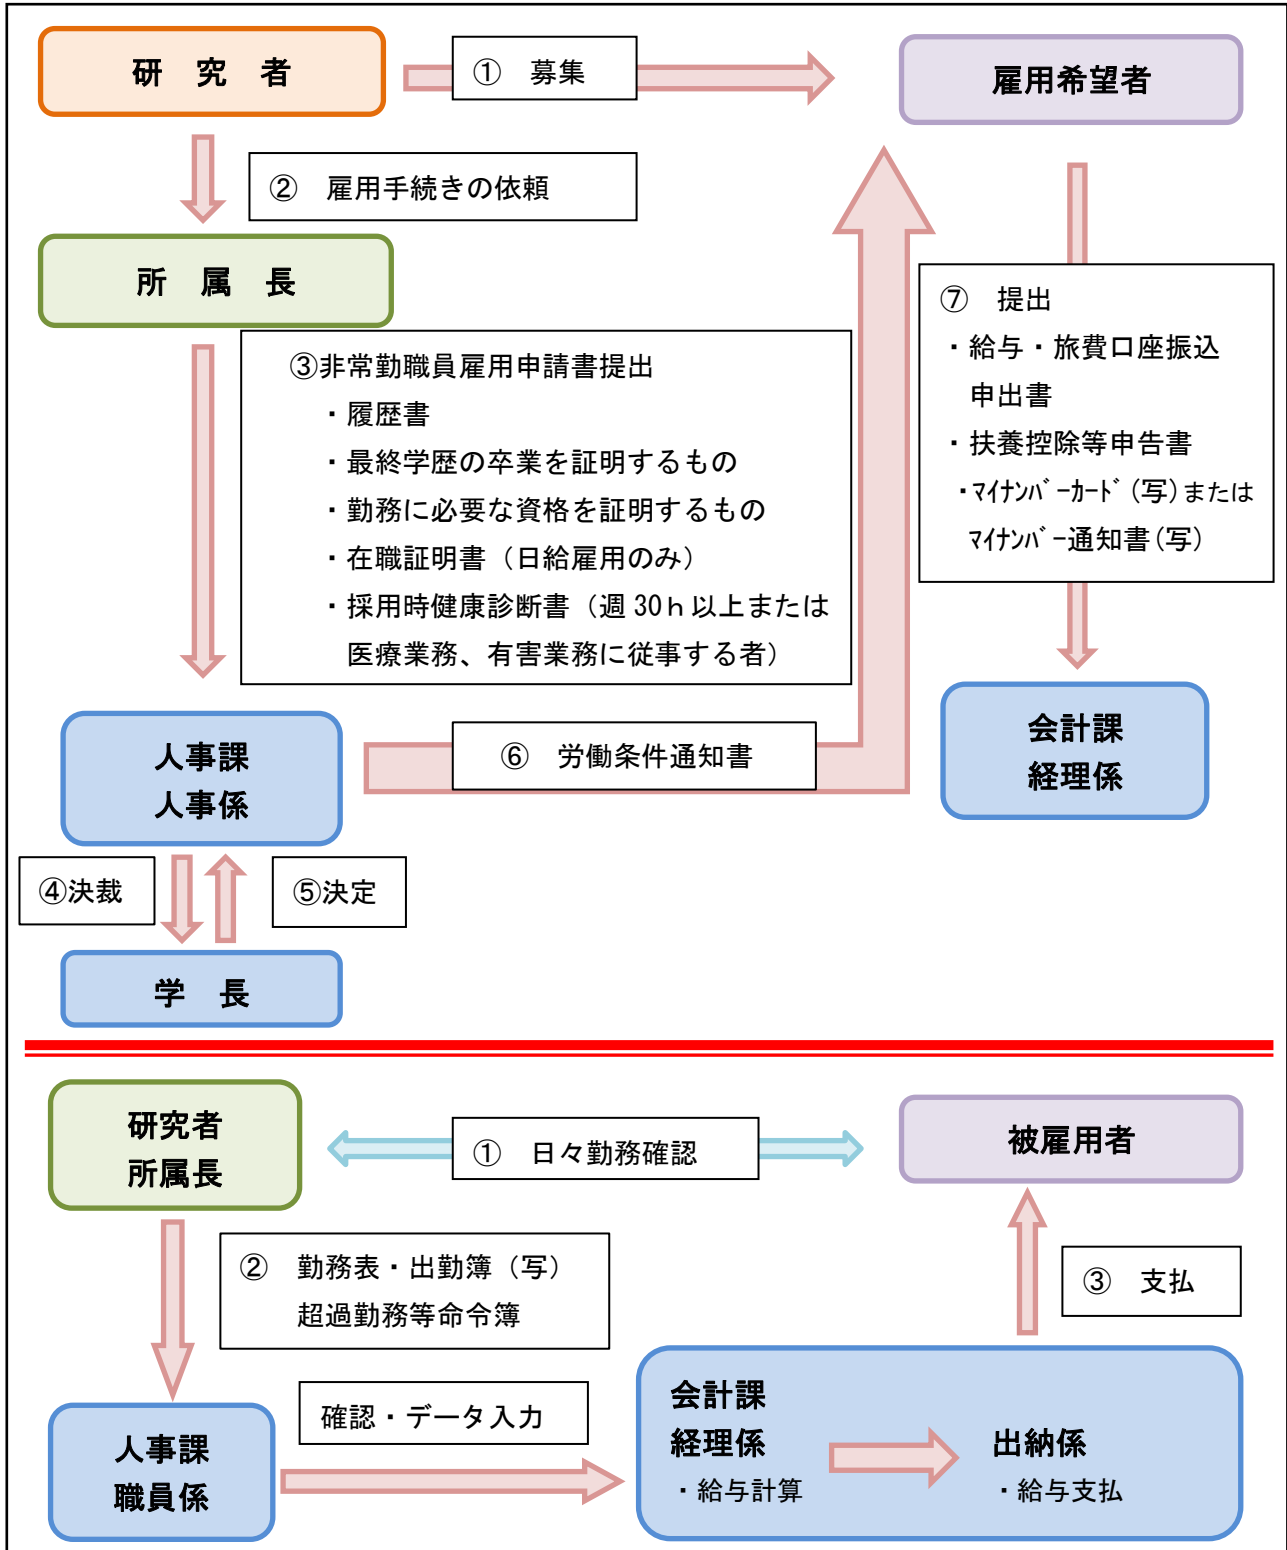 研　究　者
①　募集
雇用希望者
②　雇用手続きの依頼
所　属　長
③非常勤職員雇用申請書提出
・履歴書
・最終学歴の卒業を証明するもの
・勤務に必要な資格を証明するもの
・在職証明書（日給雇用のみ）
・採用時健康診断書（週30ｈ以上または
医療業務、有害業務に従事する者）
⑦　提出
・給与・旅費口座振込
申出書
・扶養控除等申告書
・ﾏｲﾅﾝﾊﾞｰｶｰﾄﾞ(写)または
ﾏｲﾅﾝﾊﾞｰ通知書(写)
人事課
人事係
⑥　労働条件通知書
会計課
経理係
④決裁
⑤決定
学　長
研究者
所属長
①　日々勤務確認
被雇用者
②　勤務表・出勤簿（写）
超過勤務等命令簿
③　支払
人事課
職員係
確認・データ入力
会計課
経理係
・給与計算
出納係
・給与支払